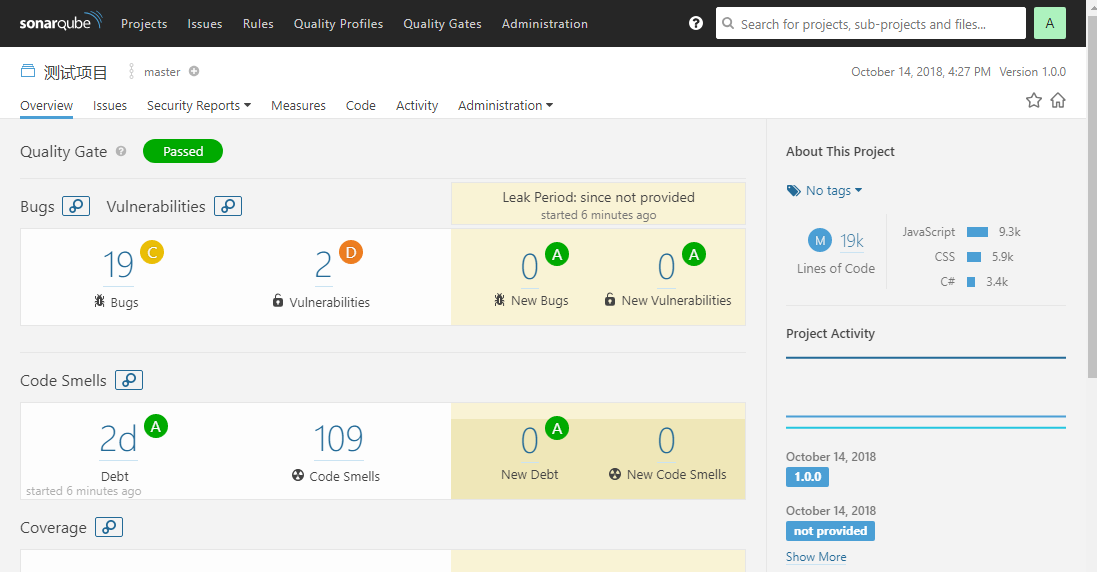 sonarqube Projects Issues Rules Quality Profiles Quality Gates Administration ? Search for projects, sub-projects and files... A
测试项目 master October 14, 2018, 4:27 PM Version 1.0.0
Overview Issues Security Reports Measures Code Activity Administration
Quality Gate ? Passed
Bugs Vulnerabilities
Leak Period: since not provided
started 6 minutes ago
19 C 2 D 0 A 0 A
Bugs Vulnerabilities New Bugs New Vulnerabilities
Code Smells
2d A 109 0 A 0
Debt Code Smells New Debt New Code Smells
started 6 minutes ago
Coverage
About This Project
No tags
M 19k
Lines of Code
JavaScript 9.3k
CSS 5.9k
C# 3.4k
Project Activity
October 14, 2018
1.0.0
October 14, 2018
not provided
Show More